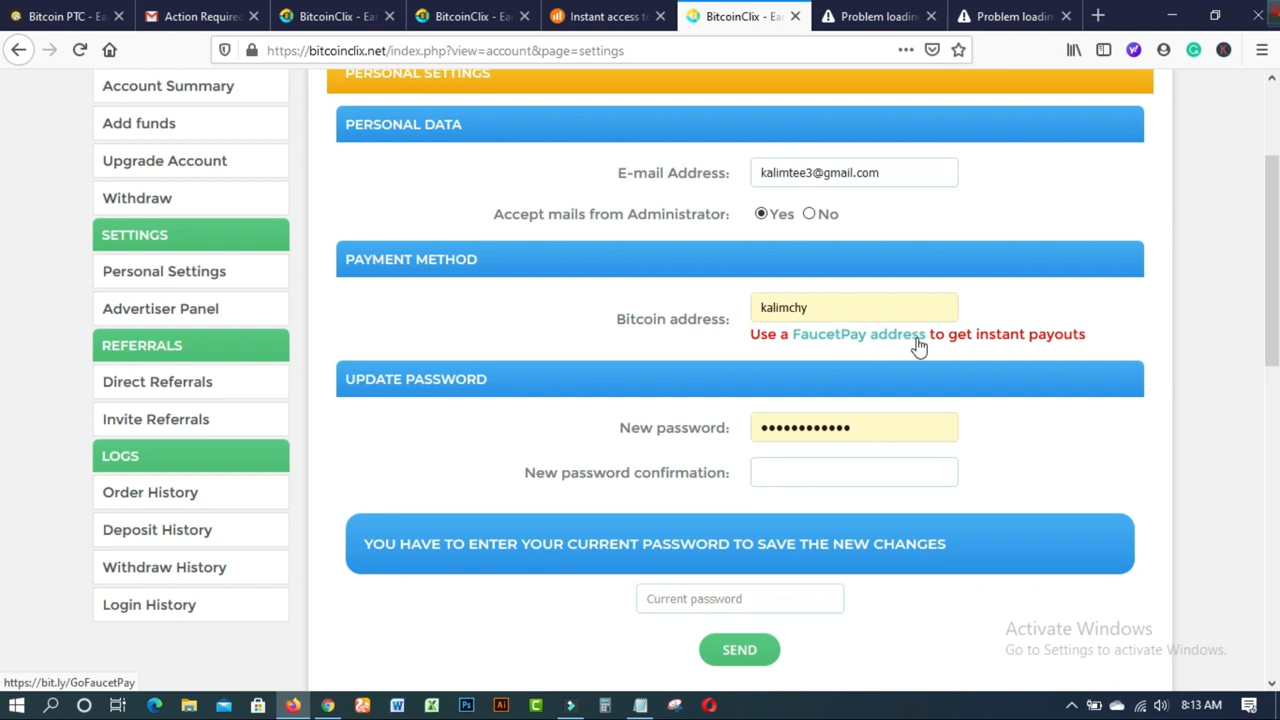 Bitcoin PTC - Ea
Action Required
BitcoinClix - Ea
BitcoinClix - Ea
Instant access to
BitcoinClix - Ea
Problem loading
Problem loading
https://bitcoinclix.net/index.php?view=account&page=settings
Account Summary
Add funds
Upgrade Account
Withdraw
SETTINGS
Personal Settings
Advertiser Panel
REFERRALS
Direct Referrals
Invite Referrals
LOGS
Order History
Deposit History
Withdraw History
Login History
PERSONAL SETTINGS
PERSONAL DATA
E-mail Address: kalimtee3@gmail.com
Accept mails from Administrator: Yes No
PAYMENT METHOD
Bitcoin address: kalimchy
Use a FaucetPay address to get instant payouts
UPDATE PASSWORD
New password: ••••••••••••
New password confirmation:
YOU HAVE TO ENTER YOUR CURRENT PASSWORD TO SAVE THE NEW CHANGES
Current password
SEND
Activate Windows
Go to Settings to activate Windows.
https://bit.ly/GoFaucetPay
8:13 AM